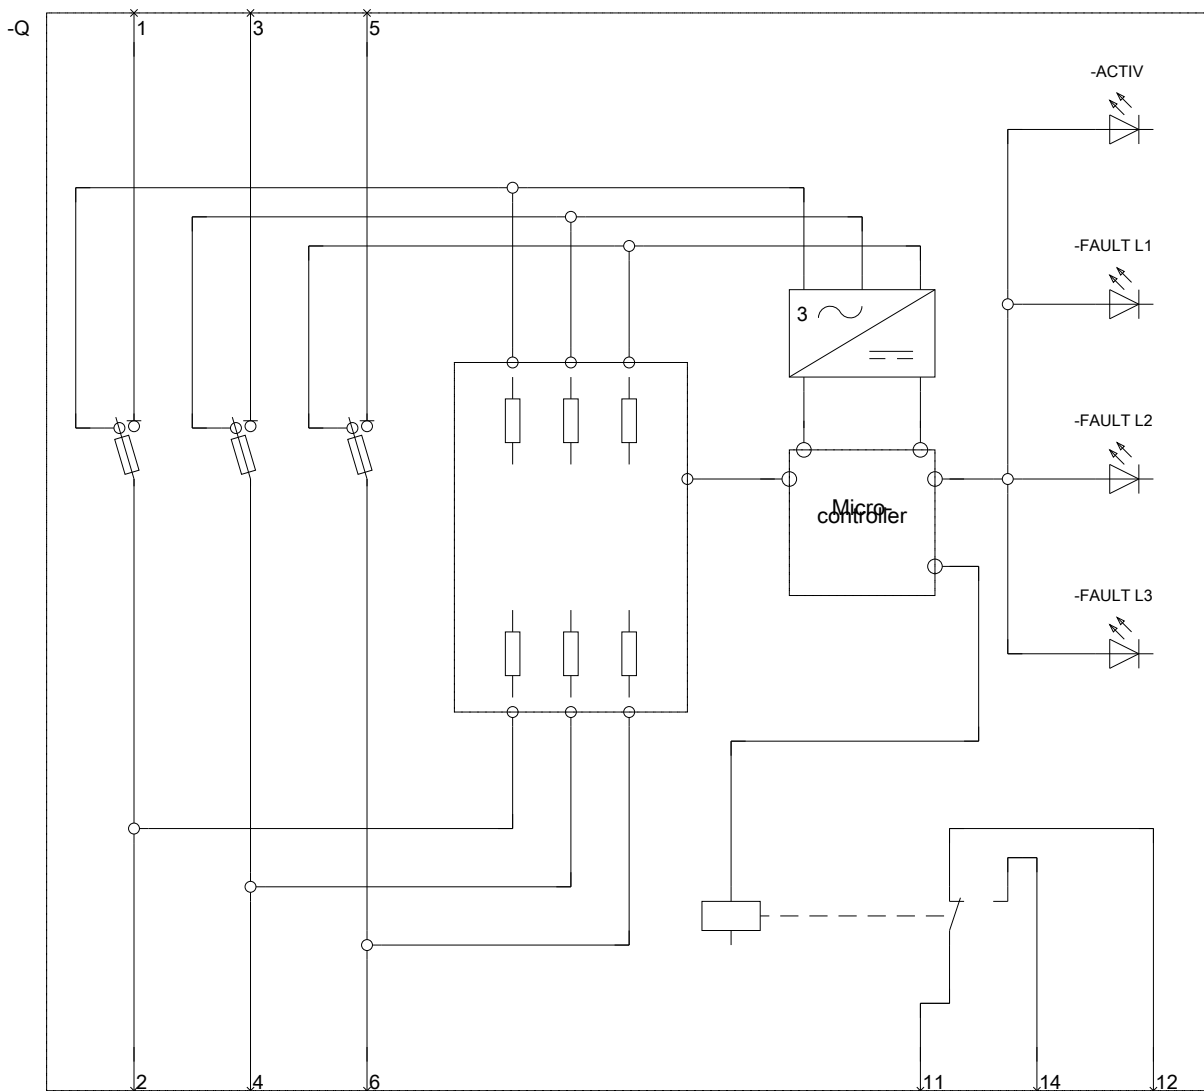 -Q
1
3
5
-ACTIV
-FAULT L1
3
-FAULT L2
Micro-
controller
-FAULT L3
2
4
6
11
14
12